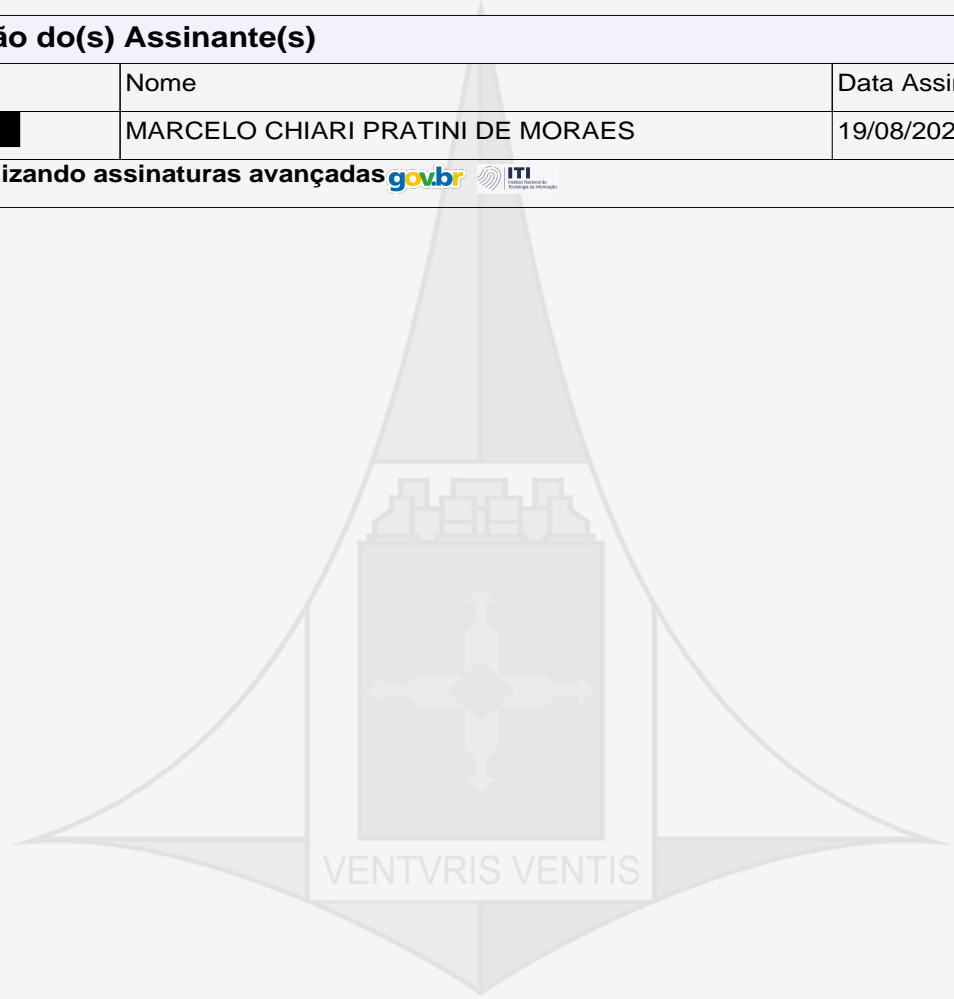 ão do(s) Assinante(s)
Nome
Data Assi
MARCELO CHIARI PRATINI DE MORAES
19/08/202
izando assinaturas avançadas gov.br ITI
VENTVRIS VENTIS